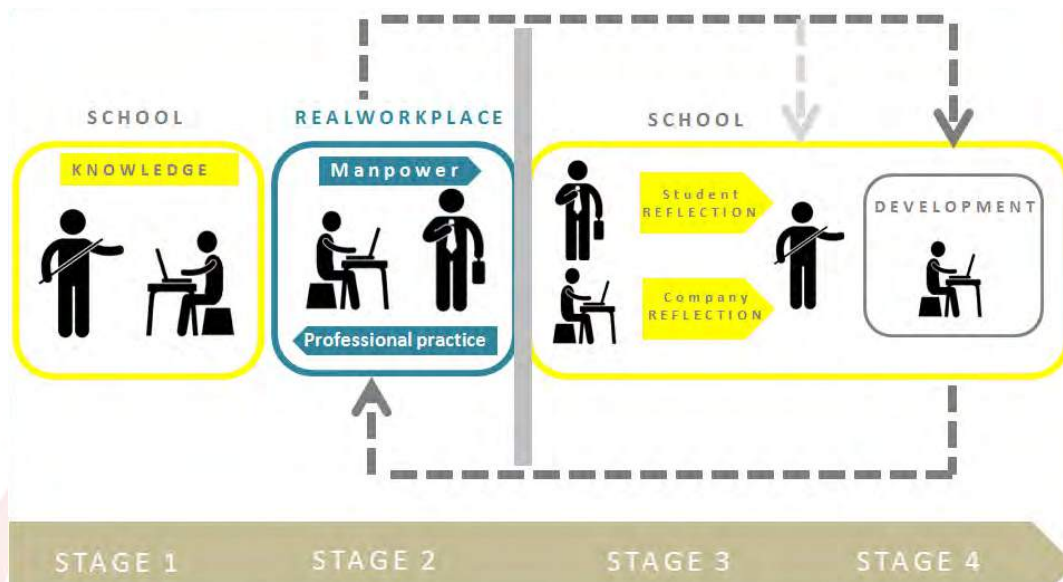 SCHOOL
KNOWLEDGE
REALWORKPLACE
Manpower
Professional practice
SCHOOL
Student
REFLECTION
Company
REFLECTION
DEVELOPMENT
STAGE 1
STAGE 2
STAGE 3
STAGE 4